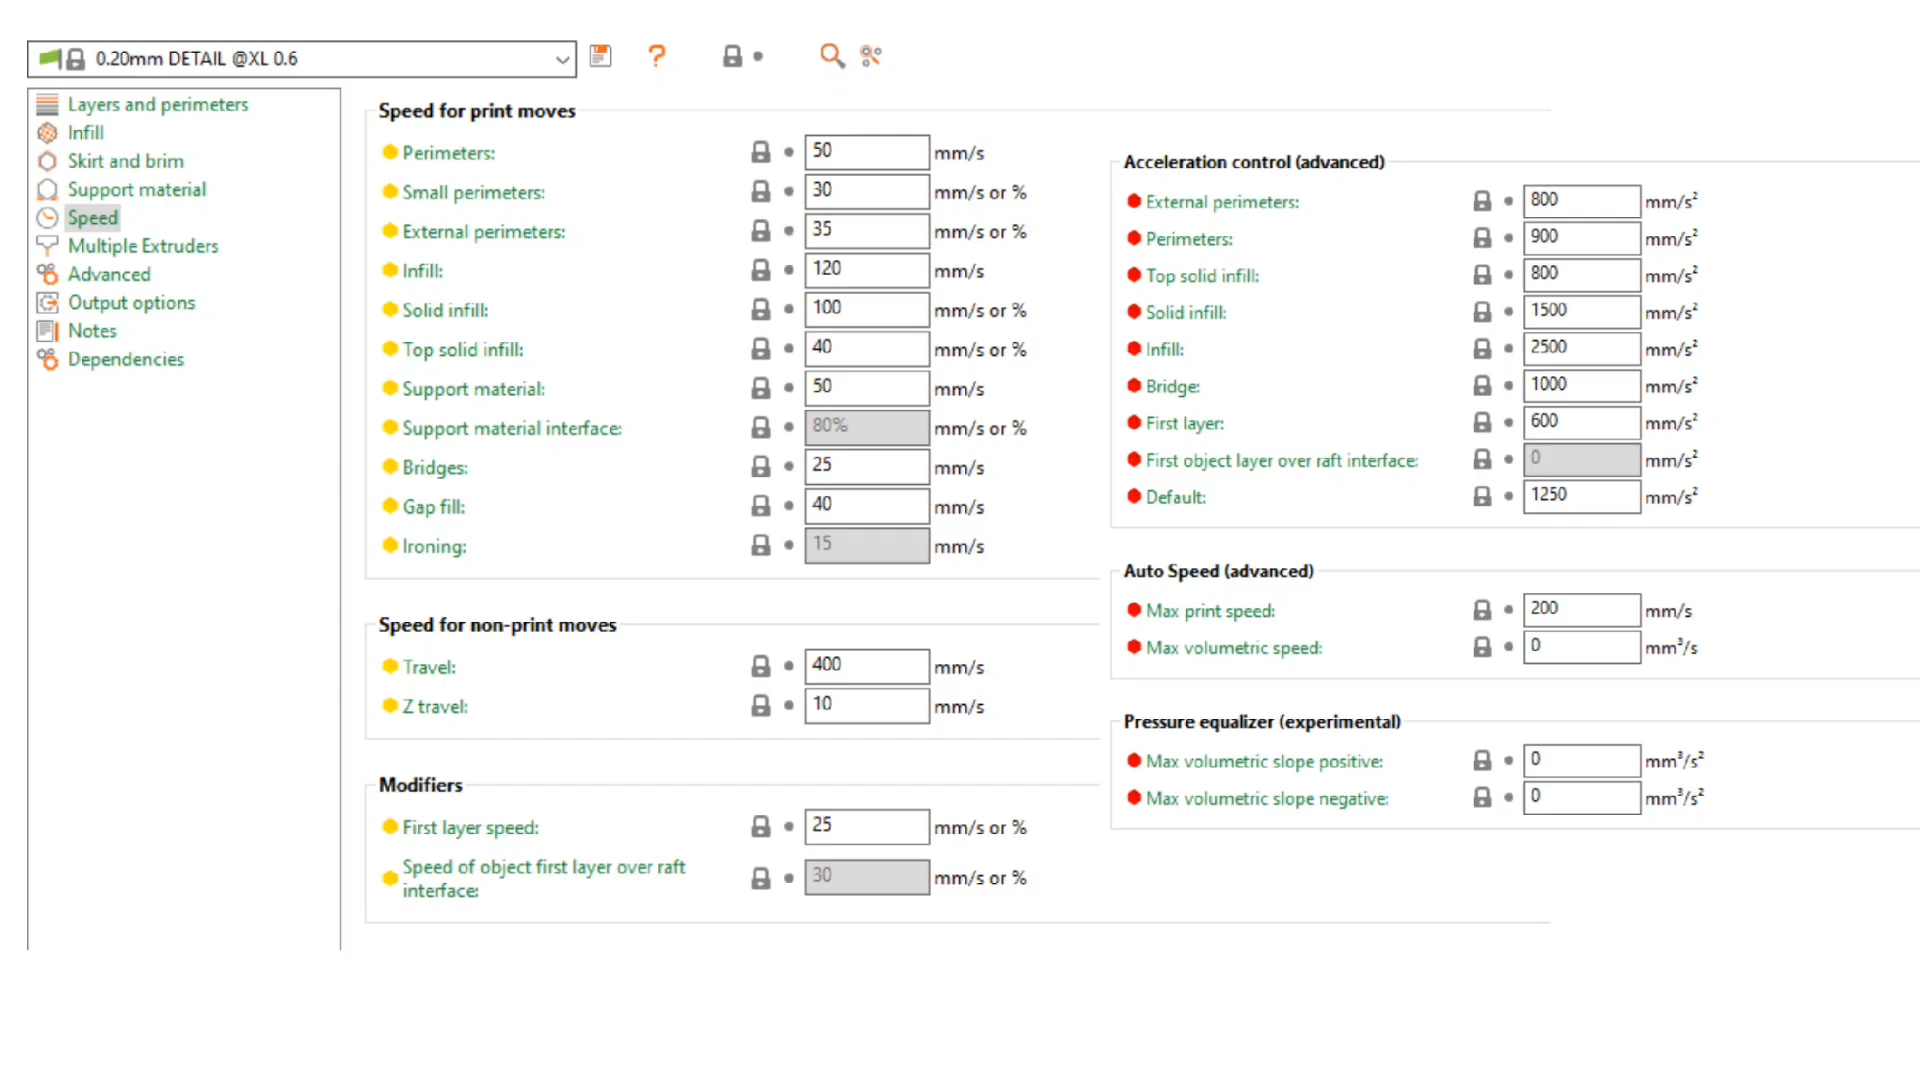 0.20mm DETAIL @XL 0.6
?
Layers and perimeters
Infill
Skirt and brim
Support material
Speed
Multiple Extruders
Advanced
Output options
Notes
Dependencies
Speed for print moves
Perimeters: 50 mm/s
Small perimeters: 30 mm/s or %
External perimeters: 35 mm/s or %
Infill: 120 mm/s
Solid infill: 100 mm/s or %
Top solid infill: 40 mm/s or %
Support material: 50 mm/s
Support material interface: 80% mm/s or %
Bridges: 25 mm/s
Gap fill: 40 mm/s
Ironing: 15 mm/s
Speed for non-print moves
Travel: 400 mm/s
Z travel: 10 mm/s
Modifiers
First layer speed: 25 mm/s or %
Speed of object first layer over raft
interface: 30 mm/s or %
Acceleration control (advanced)
External perimeters: 800 mm/s²
Perimeters: 900 mm/s²
Top solid infill: 800 mm/s²
Solid infill: 1500 mm/s²
Infill: 2500 mm/s²
Bridge: 1000 mm/s²
First layer: 600 mm/s²
First object layer over raft interface: 0 mm/s²
Default: 1250 mm/s²
Auto Speed (advanced)
Max print speed: 200 mm/s
Max volumetric speed: 0 mm³/s
Pressure equalizer (experimental)
Max volumetric slope positive: 0 mm³/s²
Max volumetric slope negative: 0 mm³/s²